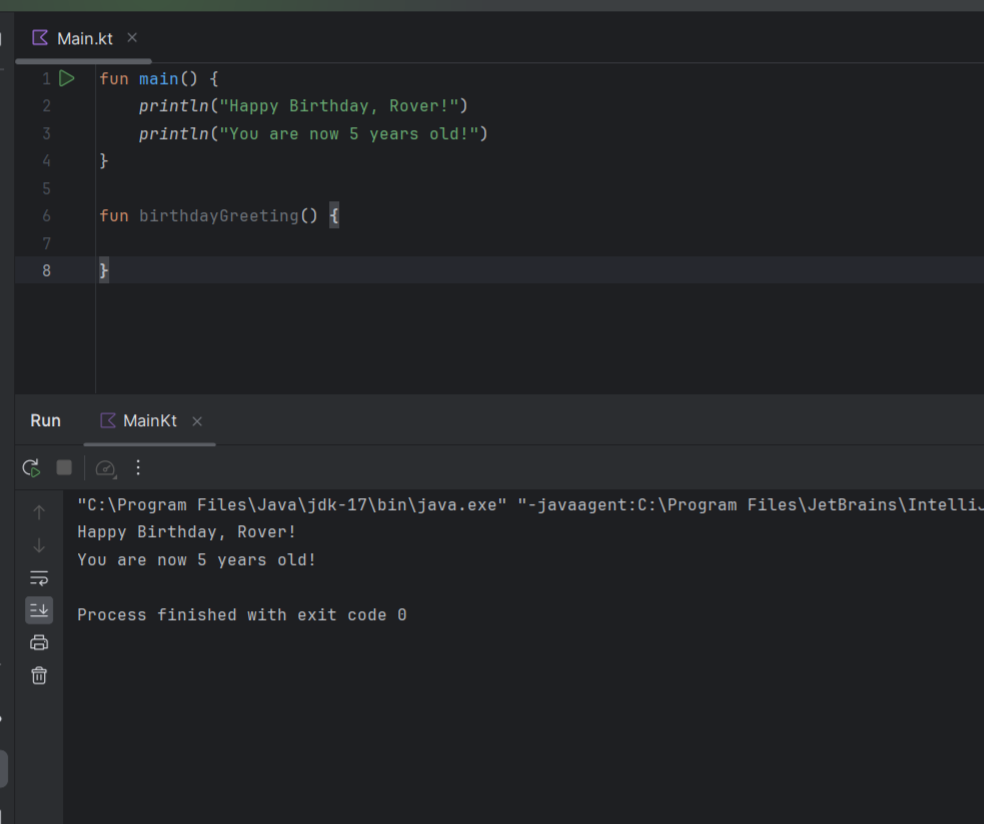 Main.kt
1 fun main() {
2     println("Happy Birthday, Rover!")
3     println("You are now 5 years old!")
4 }
5
6 fun birthdayGreeting() {
7
8 }
Run MainKt
"C:\Program Files\Java\jdk-17\bin\java.exe" "-javaagent:C:\Program Files\JetBrains\IntelliJ
Happy Birthday, Rover!
You are now 5 years old!
Process finished with exit code 0